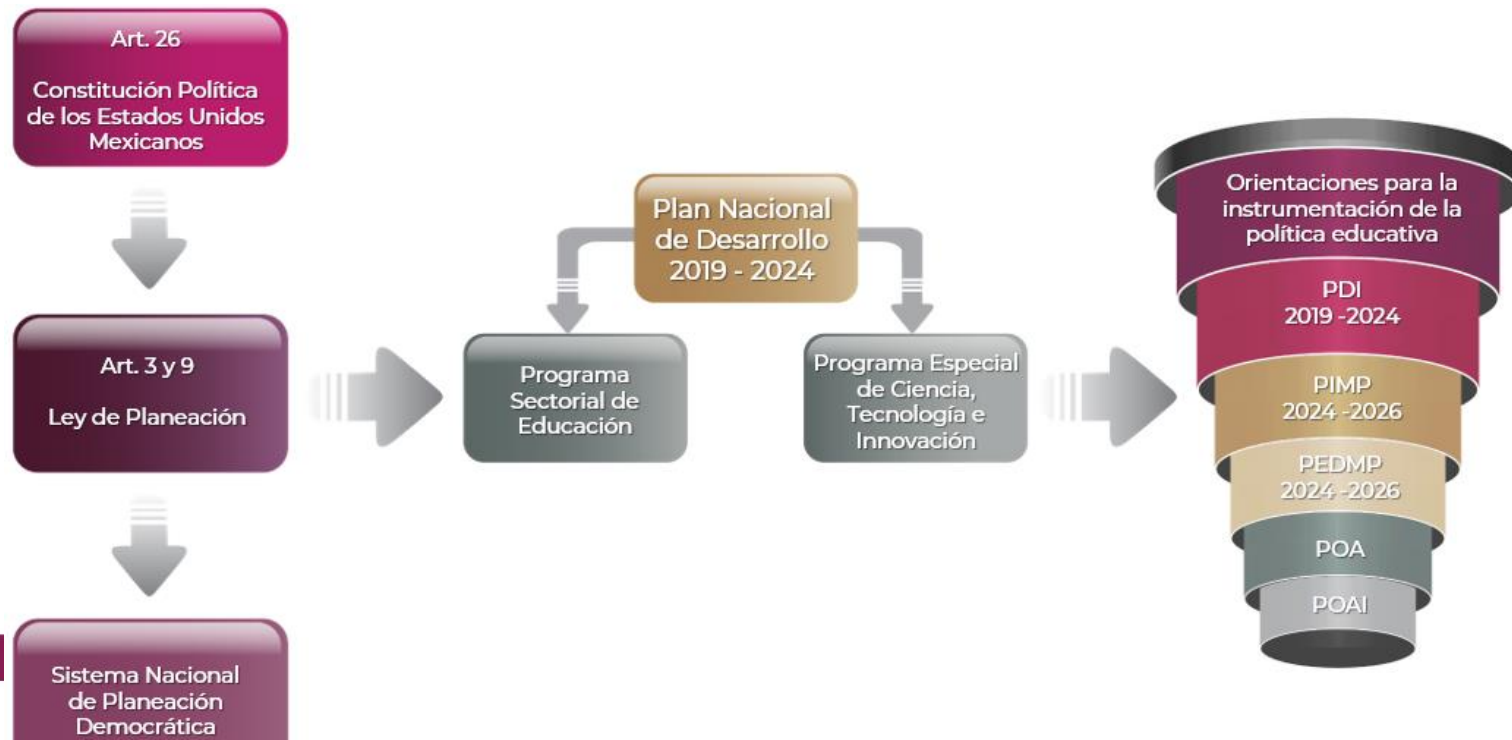 Art. 26
Constitución Política
de los Estados Unidos
Mexicanos
Art. 3 y 9
Ley de Planeación
Sistema Nacional
de Planeación
Democrática
Plan Nacional
de Desarrollo
2019 - 2024
Programa
Sectorial de
Educación
Programa Especial
de Ciencia,
Tecnología e
Innovación
Orientaciones para la
instrumentación de la
política educativa
PDI
2019 -2024
PIMP
2024 -2026
PEDMP
2024 -2026
POA
POAI